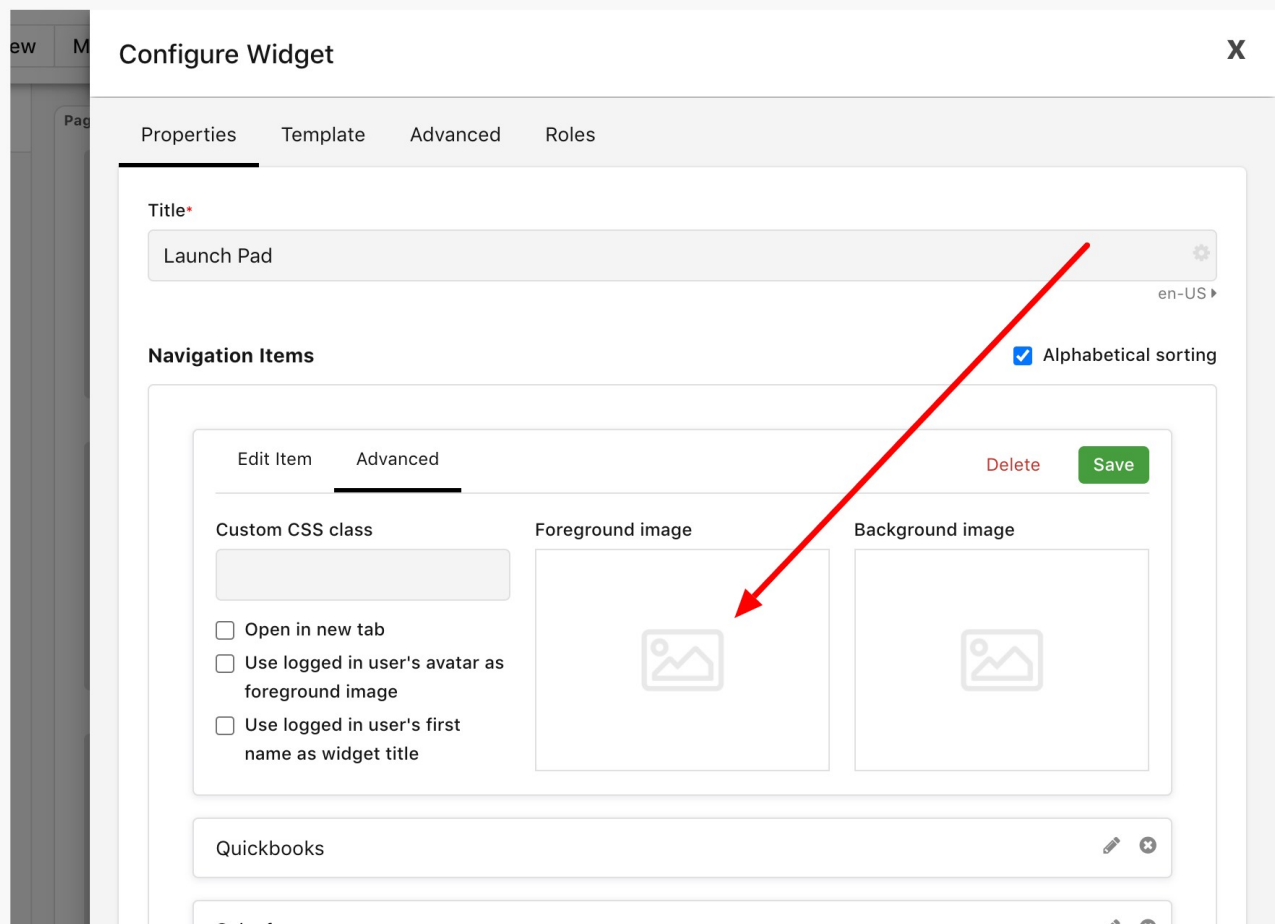 ew
M
Configure Widget
X
Pag
Properties
Template
Advanced
Roles
Title*
Launch Pad
en-US
Navigation Items
Alphabetical sorting
Edit Item
Advanced
Delete
Save
Custom CSS class
Foreground image
Background image
Open in new tab
Use logged in user's avatar as
foreground image
Use logged in user's first
name as widget title
Quickbooks